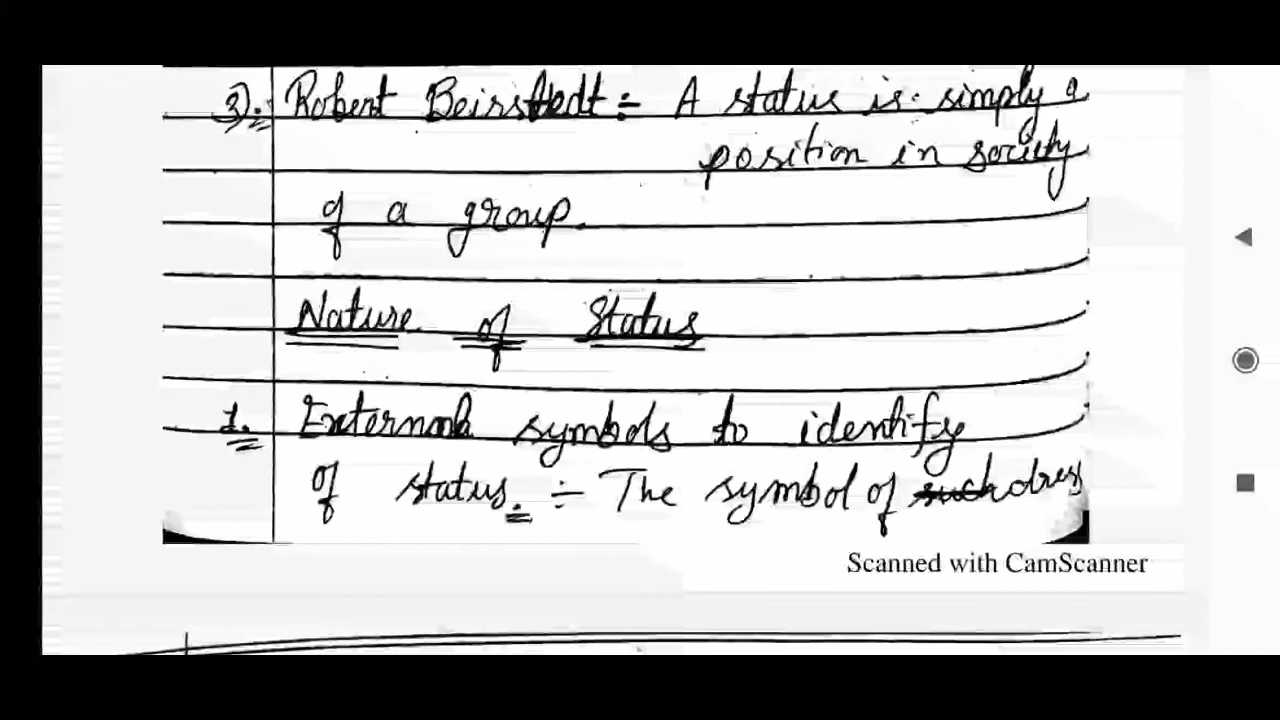 3). Robert Beirstedt :- A status is simply a
position in society
of a group.
Nature of Status
1. External symbols to identify
of status. :- The symbol of such dress
Scanned with CamScanner